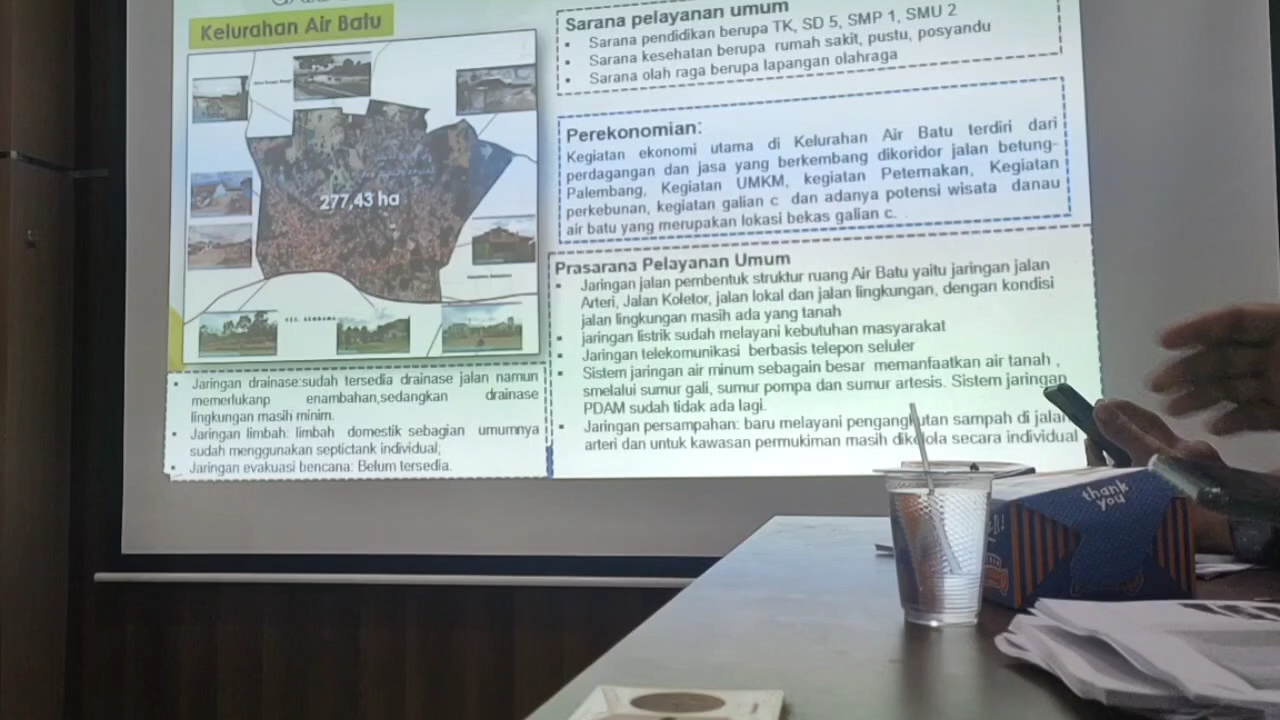 Kelurahan Air Batu
277,43 ha
Sarana pelayanan umum
▪ Sarana pendidikan berupa TK, SD 5, SMP 1, SMU 2
▪ Sarana kesehatan berupa rumah sakit, pustu, posyandu
▪ Sarana olah raga berupa lapangan olahraga
Perekonomian:
Kegiatan ekonomi utama di Kelurahan Air Batu terdiri dari
perdagangan dan jasa yang berkembang dikoridor jalan betung-
Palembang, Kegiatan UMKM, kegiatan Peternakan, Kegiatan
perkebunan, kegiatan galian c dan adanya potensi wisata danau
air batu yang merupakan lokasi bekas galian c.
Prasarana Pelayanan Umum
▪ Jaringan jalan pembentuk struktur ruang Air Batu yaitu jaringan jalan
Arteri, Jalan Koletor, jalan lokal dan jalan lingkungan, dengan kondisi
jalan lingkungan masih ada yang tanah
▪ jaringan listrik sudah melayani kebutuhan masyarakat
▪ Jaringan telekomunikasi berbasis telepon seluler
▪ Sistem jaringan air minum sebagain besar memanfaatkan air tanah ,
smelalui sumur gali, sumur pompa dan sumur artesis. Sistem jaringan
PDAM sudah tidak ada lagi.
▪ Jaringan persampahan: baru melayani pengangkutan sampah di jalan
arteri dan untuk kawasan permukiman masih dikelola secara individual
▪ Jaringan drainase:sudah tersedia drainase jalan namun
memerlukanp enambahan,sedangkan drainase
lingkungan masih minim.
▪ Jaringan limbah: limbah domestik sebagian umumnya
sudah menggunakan septictank individual;
▪ Jaringan evakuasi bencana: Belum tersedia.
thank
you